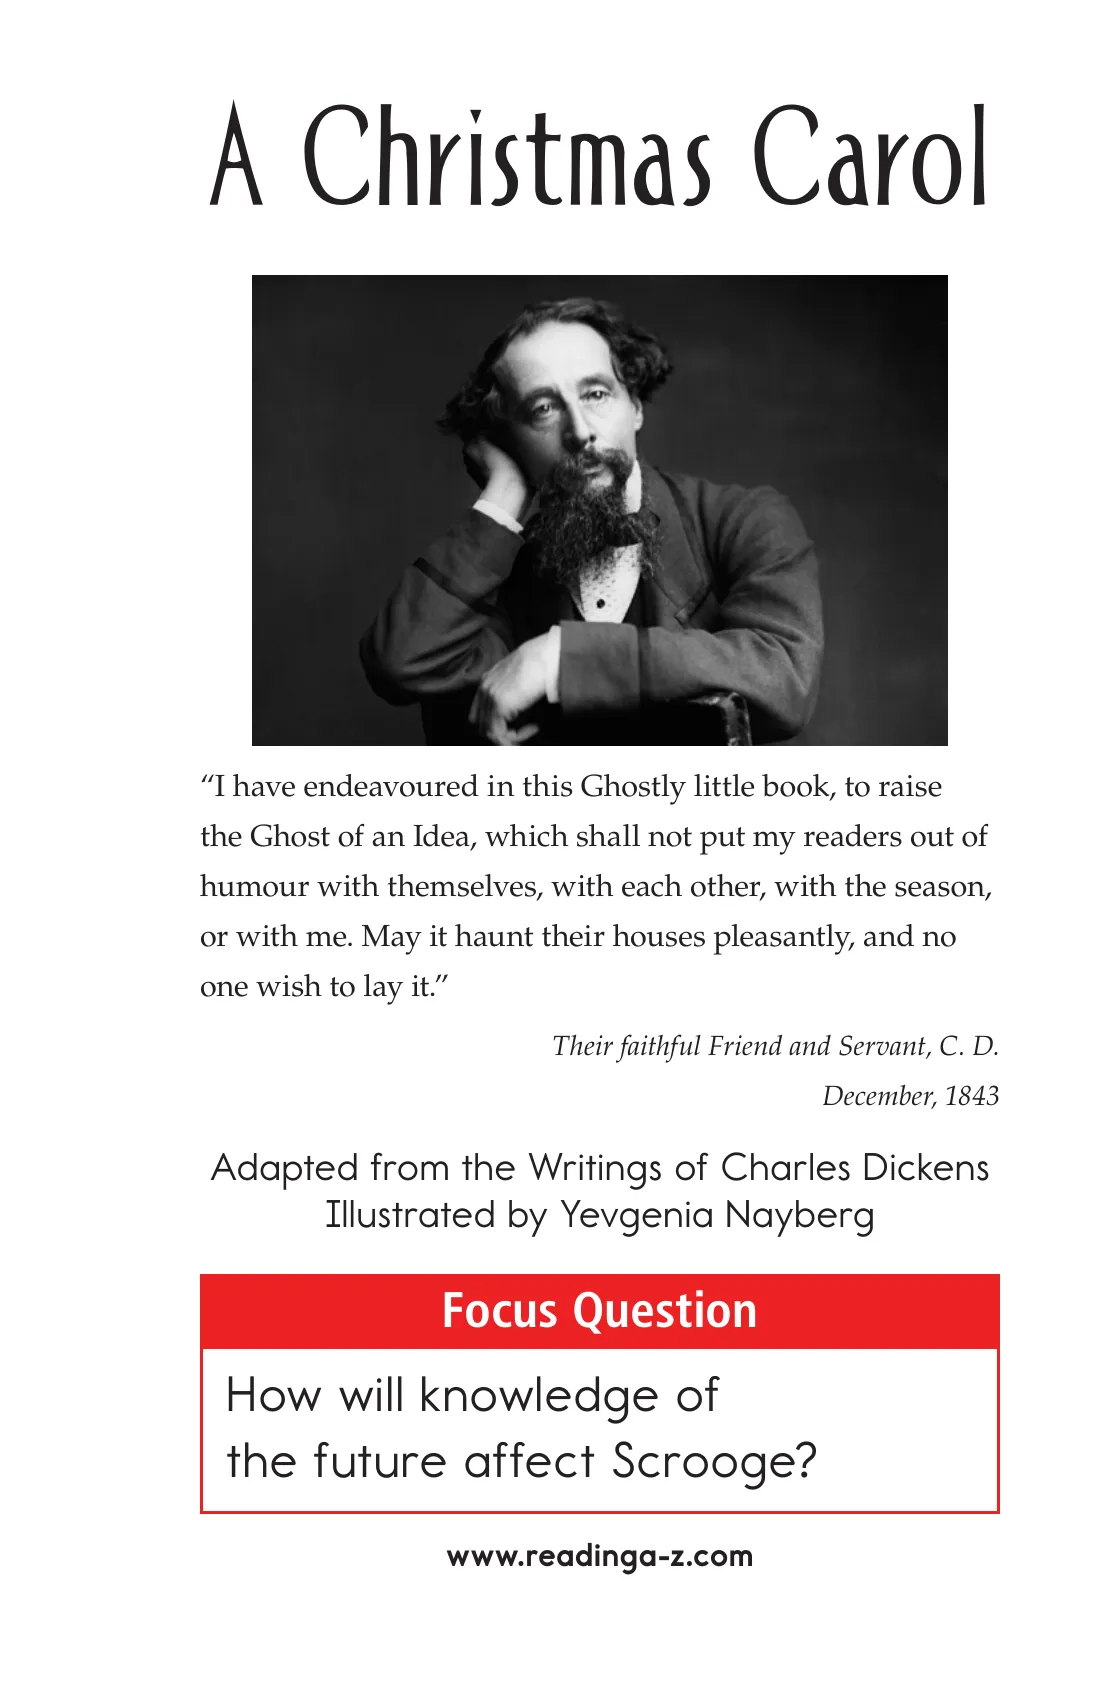 A Christmas Carol
“I have endeavoured in this Ghostly little book, to raise
the Ghost of an Idea, which shall not put my readers out of
humour with themselves, with each other, with the season,
or with me. May it haunt their houses pleasantly, and no
one wish to lay it.”
Their faithful Friend and Servant, C. D.
December, 1843
Adapted from the Writings of Charles Dickens
Illustrated by Yevgenia Nayberg
Focus Question
How will knowledge of
the future affect Scrooge?
www.readinga-z.com